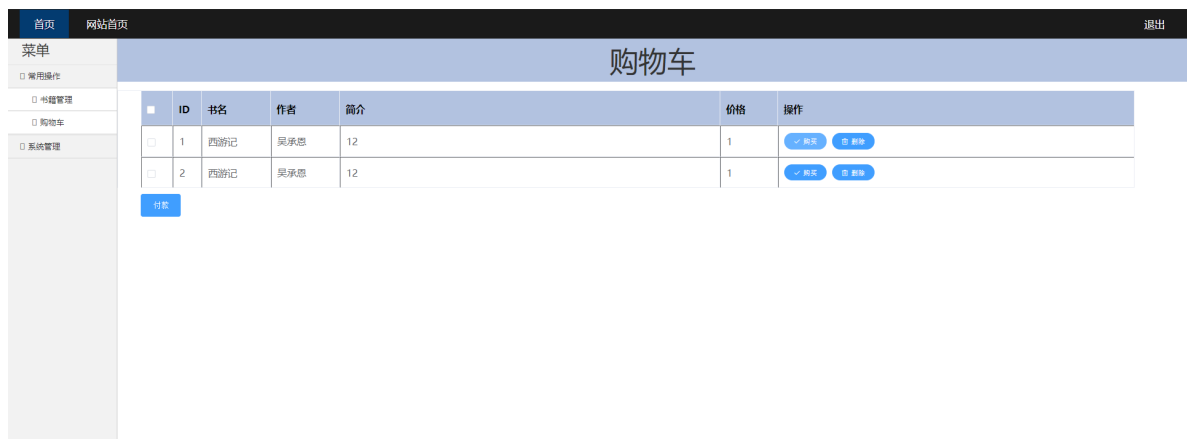 首页 网站首页 退出
菜单
购物车
常用操作
书籍管理
购物车
系统管理
ID 书名 作者 简介 价格 操作
1 西游记 吴承恩 12 1 购买 删除
2 西游记 吴承恩 12 1 购买 删除
付款